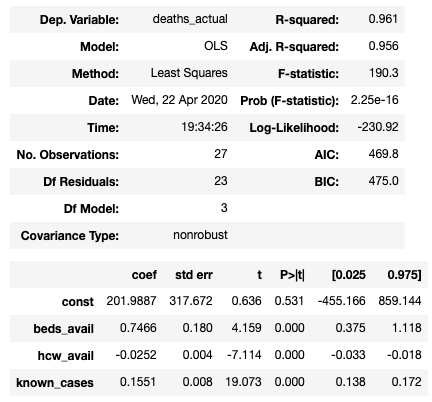 Dep. Variable: deaths_actual R-squared: 0.961
Model: OLS Adj. R-squared: 0.956
Method: Least Squares F-statistic: 190.3
Date: Wed, 22 Apr 2020 Prob (F-statistic): 2.25e-16
Time: 19:34:26 Log-Likelihood: -230.92
No. Observations: 27 AIC: 469.8
Df Residuals: 23 BIC: 475.0
Df Model: 3
Covariance Type: nonrobust
coef std err t P>|t| [0.025 0.975]
const 201.9887 317.672 0.636 0.531 -455.166 859.144
beds_avail 0.7466 0.180 4.159 0.000 0.375 1.118
hcw_avail -0.0252 0.004 -7.114 0.000 -0.033 -0.018
known_cases 0.1551 0.008 19.073 0.000 0.138 0.172